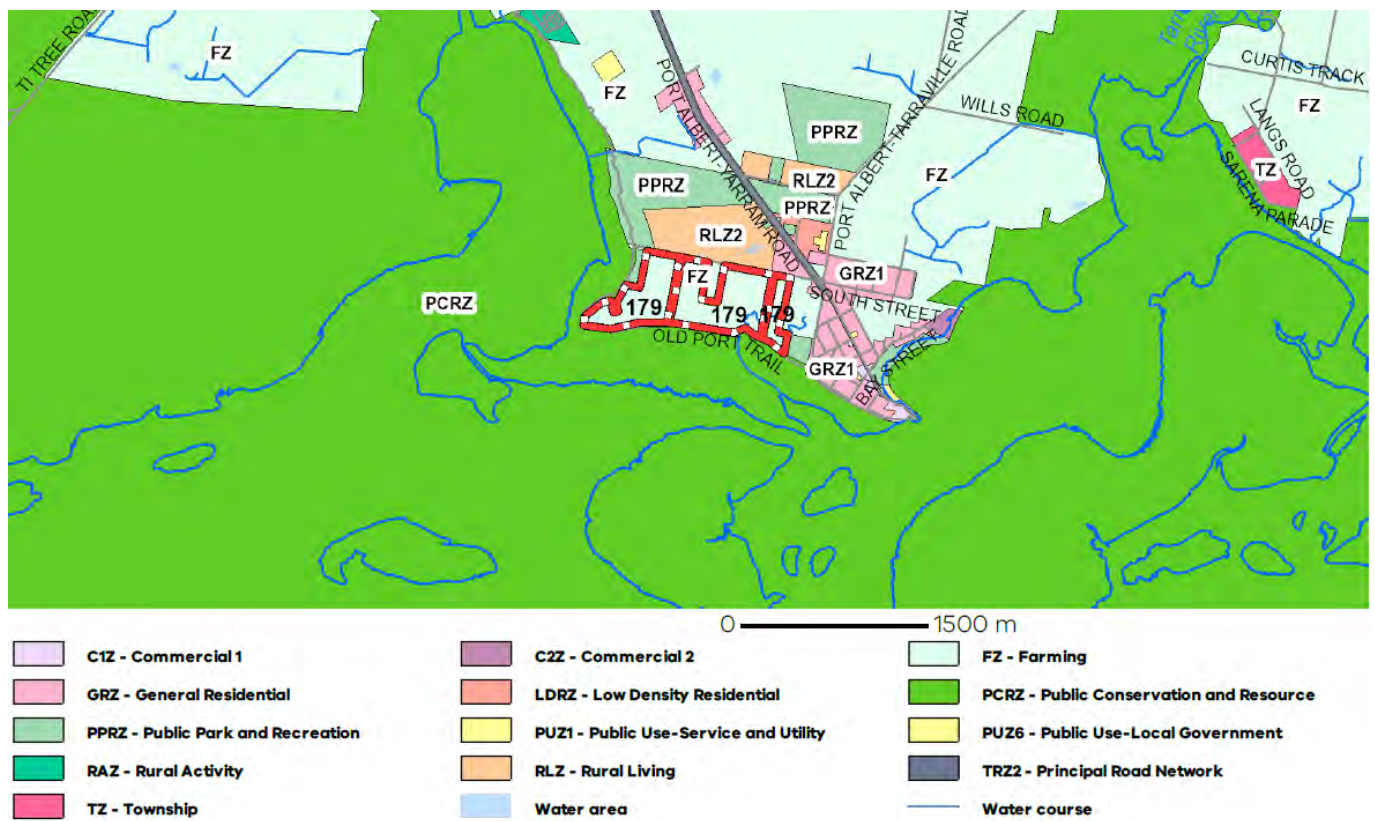 TI TREE ROAD
FZ
FZ
PORT ALBERT-YARRAM ROAD
PPRZ
PORT ALBERT-TARRAVILLE ROAD
WILLS ROAD
River
CURTIS TRACK
FZ
LANGS ROAD
TZ
SARENA PARADE
PPRZ
RLZ2
FZ
PPRZ
RLZ2
FZ
GRZ1
SOUTH STREET
PCRZ
179
179
179
OLD PORT TRAIL
GRZ1
BAY STREET
0 1500 m
C1Z - Commercial 1
C2Z - Commercial 2
FZ - Farming
GRZ - General Residential
LDRZ - Low Density Residential
PCRZ - Public Conservation and Resource
PPRZ - Public Park and Recreation
PUZ1 - Public Use-Service and Utility
PUZ6 - Public Use-Local Government
RAZ - Rural Activity
RLZ - Rural Living
TRZ2 - Principal Road Network
TZ - Township
Water area
Water course